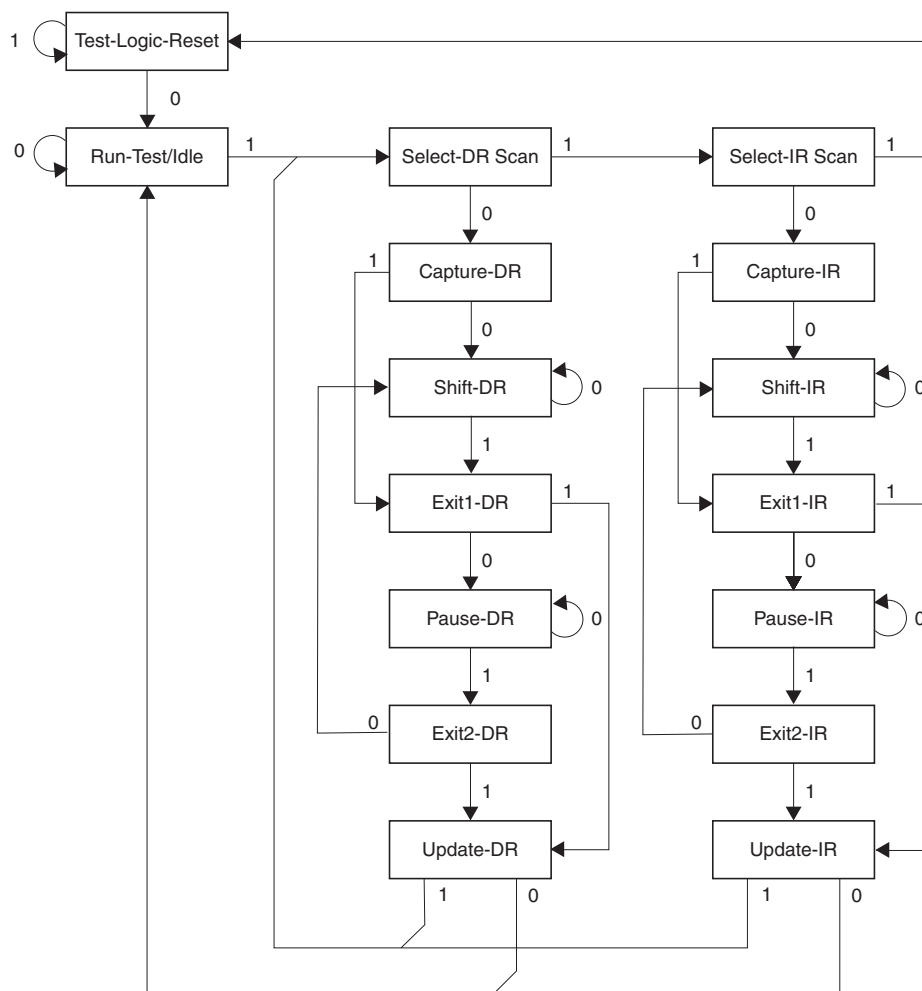 Test-Logic-Reset
1
0
Run-Test/Idle
0
1
Select-DR Scan
1
Select-IR Scan
1
0
0
1
Capture-DR
1
Capture-IR
0
0
Shift-DR
0
Shift-IR
0
1
1
Exit1-DR
1
Exit1-IR
1
0
0
Pause-DR
0
Pause-IR
0
1
1
0
Exit2-DR
0
Exit2-IR
1
1
Update-DR
Update-IR
1
0
1
0